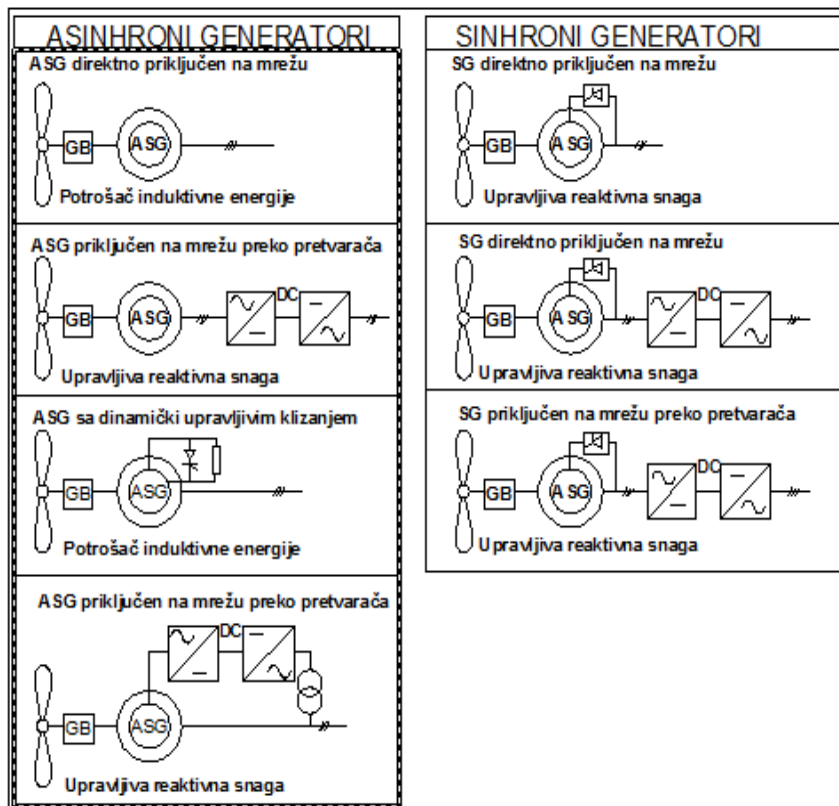 ASINHRONI GENERATORI
ASG direktno priključen na mrežu
GB
ASG
Potrošač induktivne energije
ASG priključen na mrežu preko pretvarača
GB
ASG
DC
Upravljiva reaktivna snaga
ASG sa dinamički upravljivim klizanjem
GB
ASG
Potrošač induktivne energije
ASG priključen na mrežu preko pretvarača
DC
GB
ASG
Upravljiva reaktivna snaga
SINHRONI GENERATORI
SG direktno priključen na mrežu
GB
ASG
Upravljiva reaktivna snaga
SG direktno priključen na mrežu
DC
GB
ASG
Upravljiva reaktivna snaga
SG priključen na mrežu preko pretvarača
DC
GB
ASG
Upravljiva reaktivna snaga